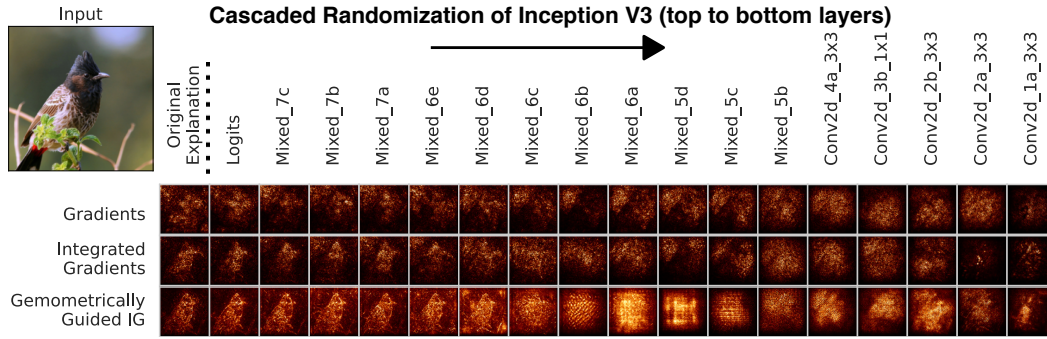 Input
Cascaded Randomization of Inception V3 (top to bottom layers)
Original
Explanation
Logits
Mixed_7c
Mixed_7b
Mixed_7a
Mixed_6e
Mixed_6d
Mixed_6c
Mixed_6b
Mixed_6a
Mixed_5d
Mixed_5c
Mixed_5b
Conv2d_4a_3x3
Conv2d_3b_1x1
Conv2d_2b_3x3
Conv2d_2a_3x3
Conv2d_1a_3x3
Gradients
Integrated
Gradients
Gemometrically
Guided IG